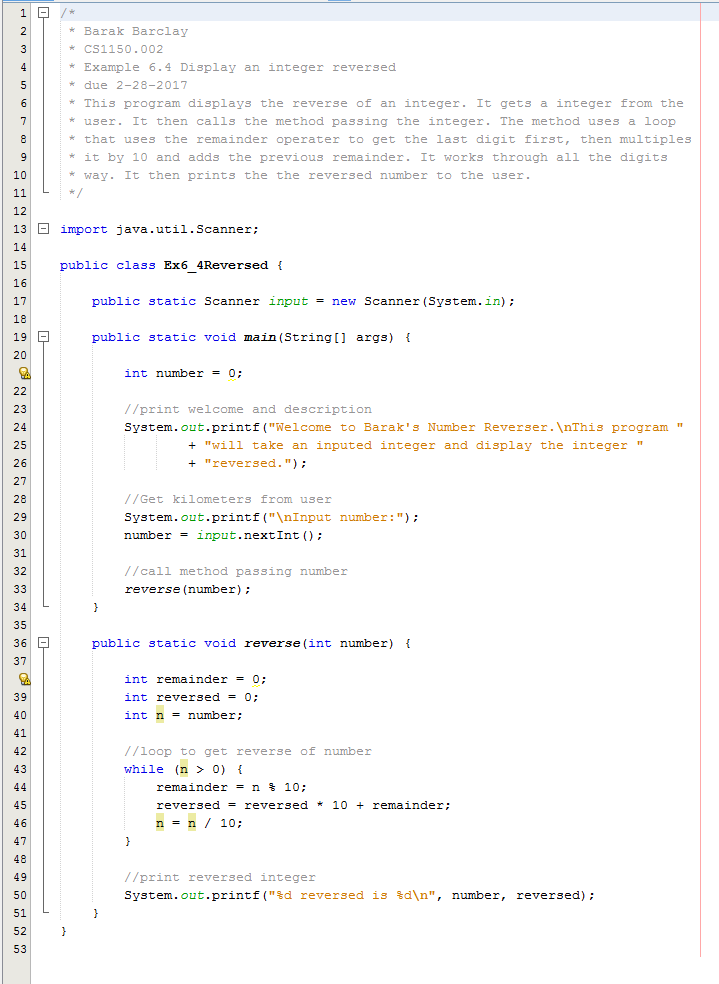 1 /*
2 * Barak Barclay
3 * CS1150.002
4 * Example 6.4 Display an integer reversed
5 * due 2-28-2017
6 * This program displays the reverse of an integer. It gets a integer from the
7 * user. It then calls the method passing the integer. The method uses a loop
8 * that uses the remainder operater to get the last digit first, then multiples
9 * it by 10 and adds the previous remainder. It works through all the digits
10 * way. It then prints the the reversed number to the user.
11 */
12
13 import java.util.Scanner;
14
15 public class Ex6_4Reversed {
16
17 public static Scanner input = new Scanner(System.in);
18
19 public static void main(String[] args) {
20
int number = 0;
22
23 //print welcome and description
24 System.out.printf("Welcome to Barak's Number Reverser.\nThis program "
25 + "will take an inputed integer and display the integer "
26 + "reversed.");
27
28 //Get kilometers from user
29 System.out.printf("\nInput number:");
30 number = input.nextInt();
31
32 //call method passing number
33 reverse(number);
34 }
35
36 public static void reverse(int number) {
37
int remainder = 0;
39 int reversed = 0;
40 int n = number;
41
42 //loop to get reverse of number
43 while (n > 0) {
44 remainder = n % 10;
45 reversed = reversed * 10 + remainder;
46 n = n / 10;
47 }
48
49 //print reversed integer
50 System.out.printf("%d reversed is %d\n", number, reversed);
51 }
52 }
53